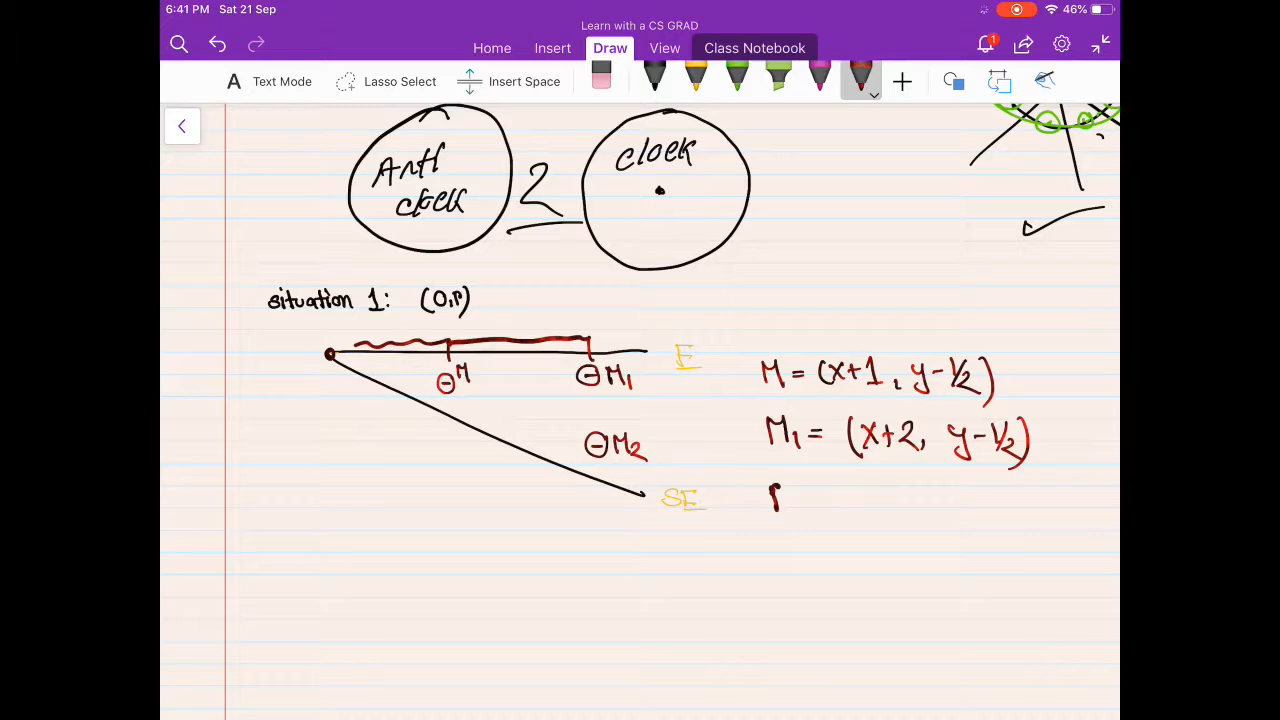 6:41 PM Sat 21 Sep
46%
Learn with a CS GRAD
Home Insert Draw View Class Notebook
1
A Text Mode Lasso Select Insert Space
Anti
clock
2
clock
situation 1: (0,r)
E
M
M1
M2
SE
M = (x+1, y-1/2)
M1 = (x+2, y-1/2)